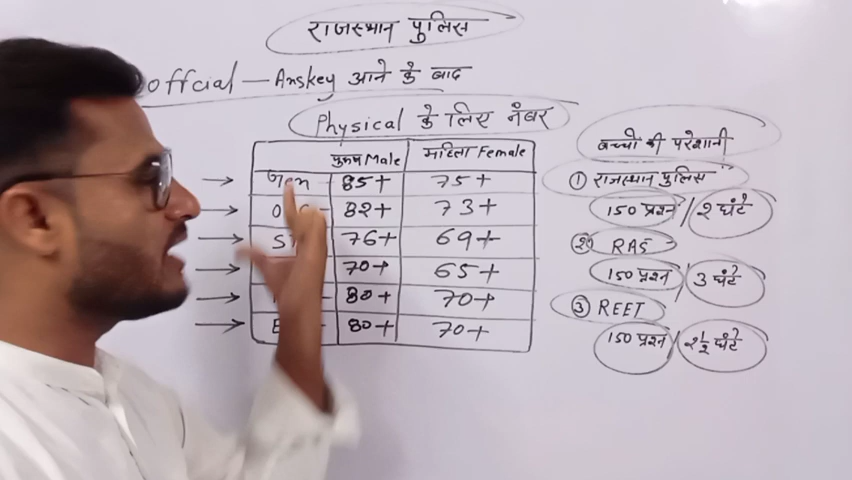 राजस्थान पुलिस
offcial — Anskey आने के बाद
Physical के लिए नंबर
पुरुष Male महिला Female
Gen 85+ 75+
82+ 73+
76+ 69+
70+ 65+
80+ 70+
80+ 70+
बच्चो की परेशानी
① राजस्थान पुलिस
150 प्रश्न / 2 घंटे
② RAS
150 प्रश्न / 3 घंटे
③ REET
150 प्रश्न / 2 1/2 घंटे